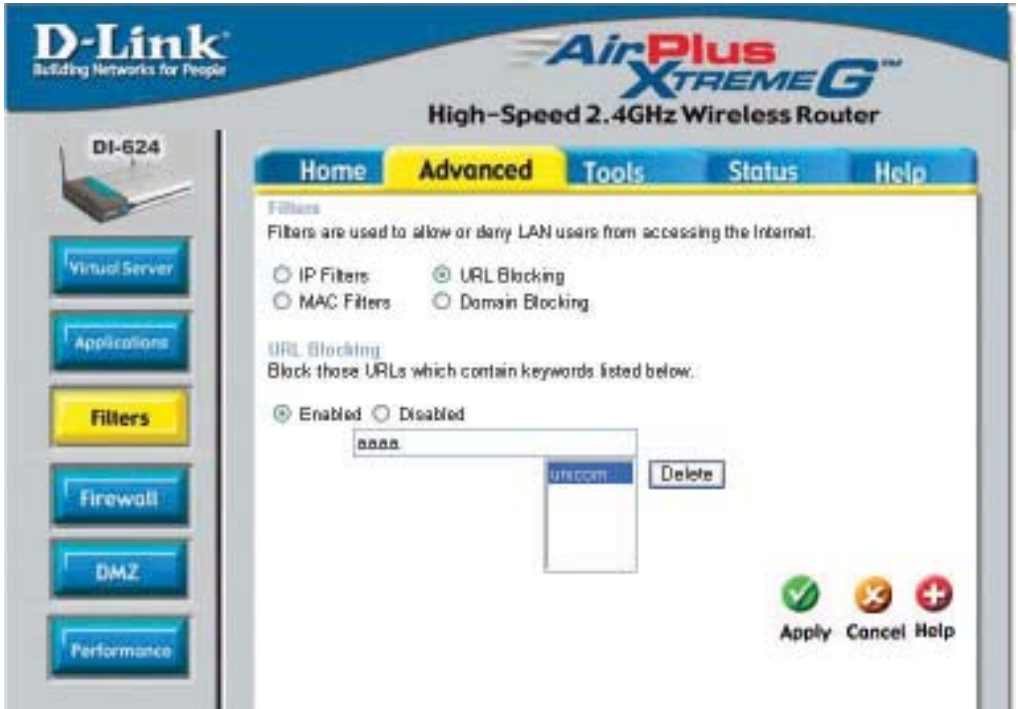 D-Link
Building Networks for People
AirPlus
XTREME G™
High-Speed 2.4GHz Wireless Router
DI-624
Home Advanced Tools Status Help
Virtual Server
Applications
Filters
Firewall
DMZ
Performance
Filters
Filters are used to allow or deny LAN users from accessing the Internet.
IP Filters URL Blocking
MAC Filters Domain Blocking
URL Blocking
Block those URLs which contain keywords listed below.
Enabled Disabled
aaaa
unicom Delete
Apply Cancel Help